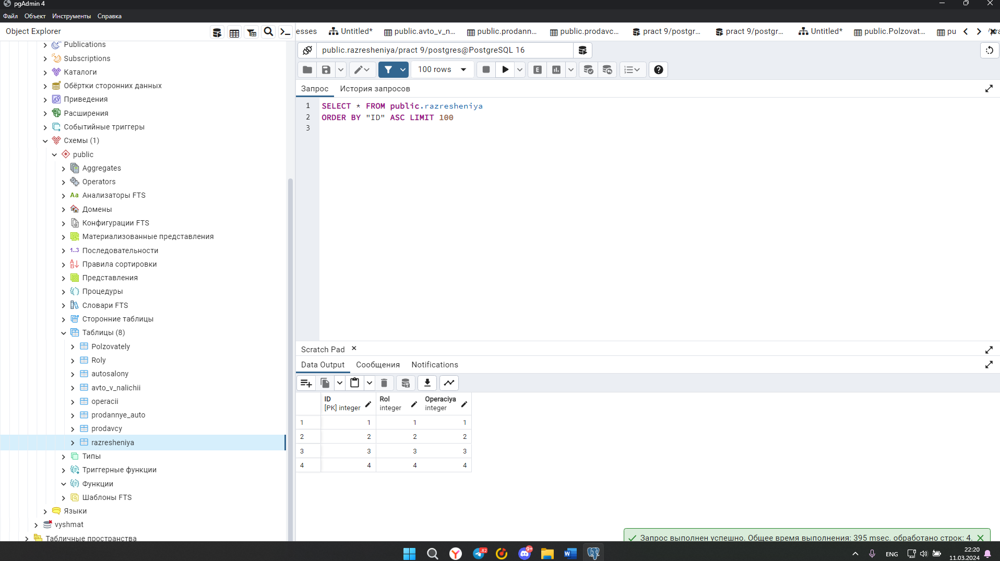 pgAdmin 4
Файл Объект Инструменты Справка
Object Explorer
esses Untitled* public.avto_v_n... public.prodann... public.prodavc... pract 9/postgr... pract 9/postgr... Untitled* public.Polzovat... pu
Publications
Subscriptions
Каталоги
Обёртки сторонних данных
Приведения
Расширения
Событийные триггеры
Схемы (1)
public
Aggregates
Operators
Aa Анализаторы FTS
Домены
Конфигурации FTS
Материализованные представления
1..3 Последовательности
Правила сортировки
Представления
Процедуры
Словари FTS
Сторонние таблицы
Таблицы (8)
Polzovately
Roly
autosalony
avto_v_nalichii
operacii
prodannye_auto
prodavcy
razresheniya
Типы
Триггерные функции
Функции
Шаблоны FTS
Языки
vyshmat
Табличные пространства
public.razresheniya/pract 9/postgres@PostgreSQL 16
100 rows
E
Запрос История запросов
1 SELECT * FROM public.razresheniya
2 ORDER BY "ID" ASC LIMIT 100
3
Scratch Pad
Data Output Сообщения Notifications
ID Rol Operaciya
[PK] integer integer integer
1 1 1 1
2 2 2 2
3 3 3 3
4 4 4 4
Запрос выполнен успешно. Общее время выполнения: 395 msec. обработано строк: 4.
82
9+
ENG
22:20
11.03.2024